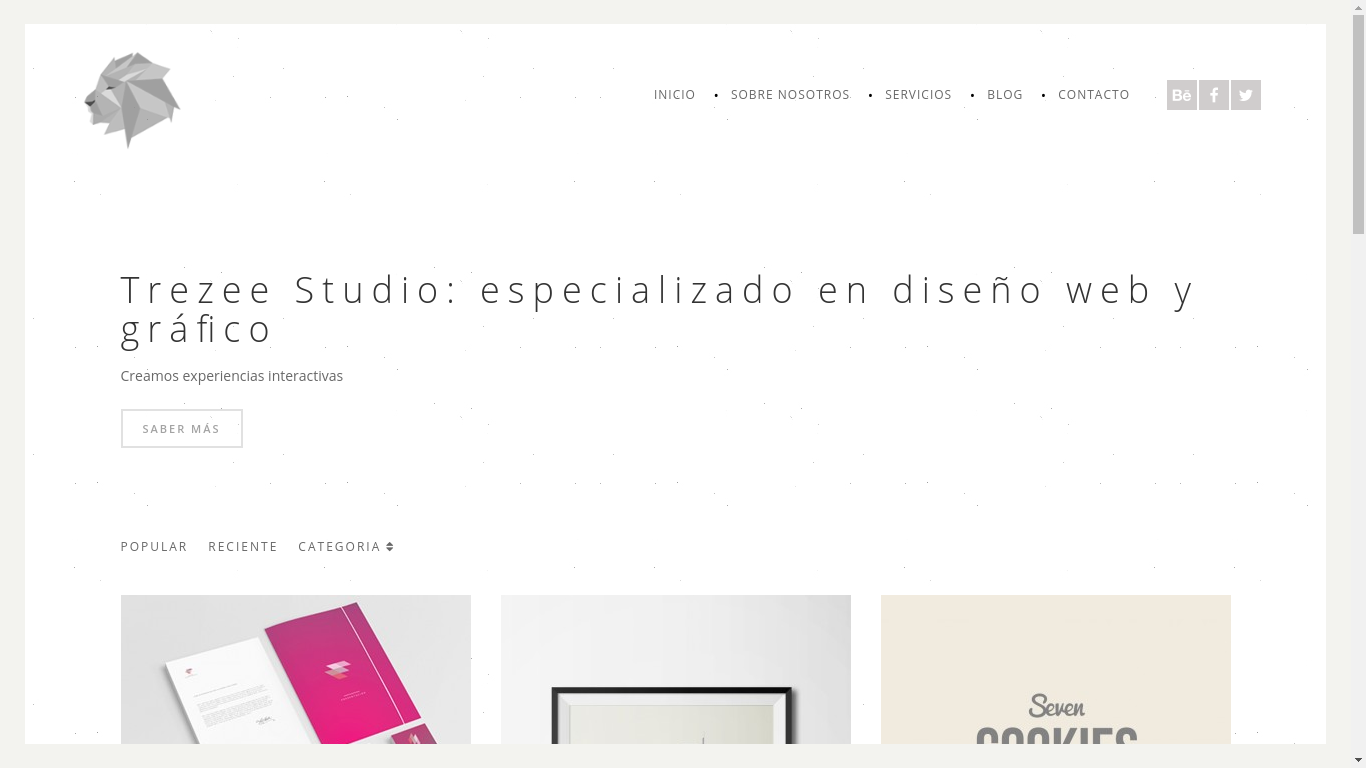 INICIO • SOBRE NOSOTROS • SERVICIOS • BLOG • CONTACTO Bē
Trezee Studio: especializado en diseño web y
gráfico
Creamos experiencias interactivas
SABER MÁS
POPULAR RECIENTE CATEGORIA
Seven
COOKIES